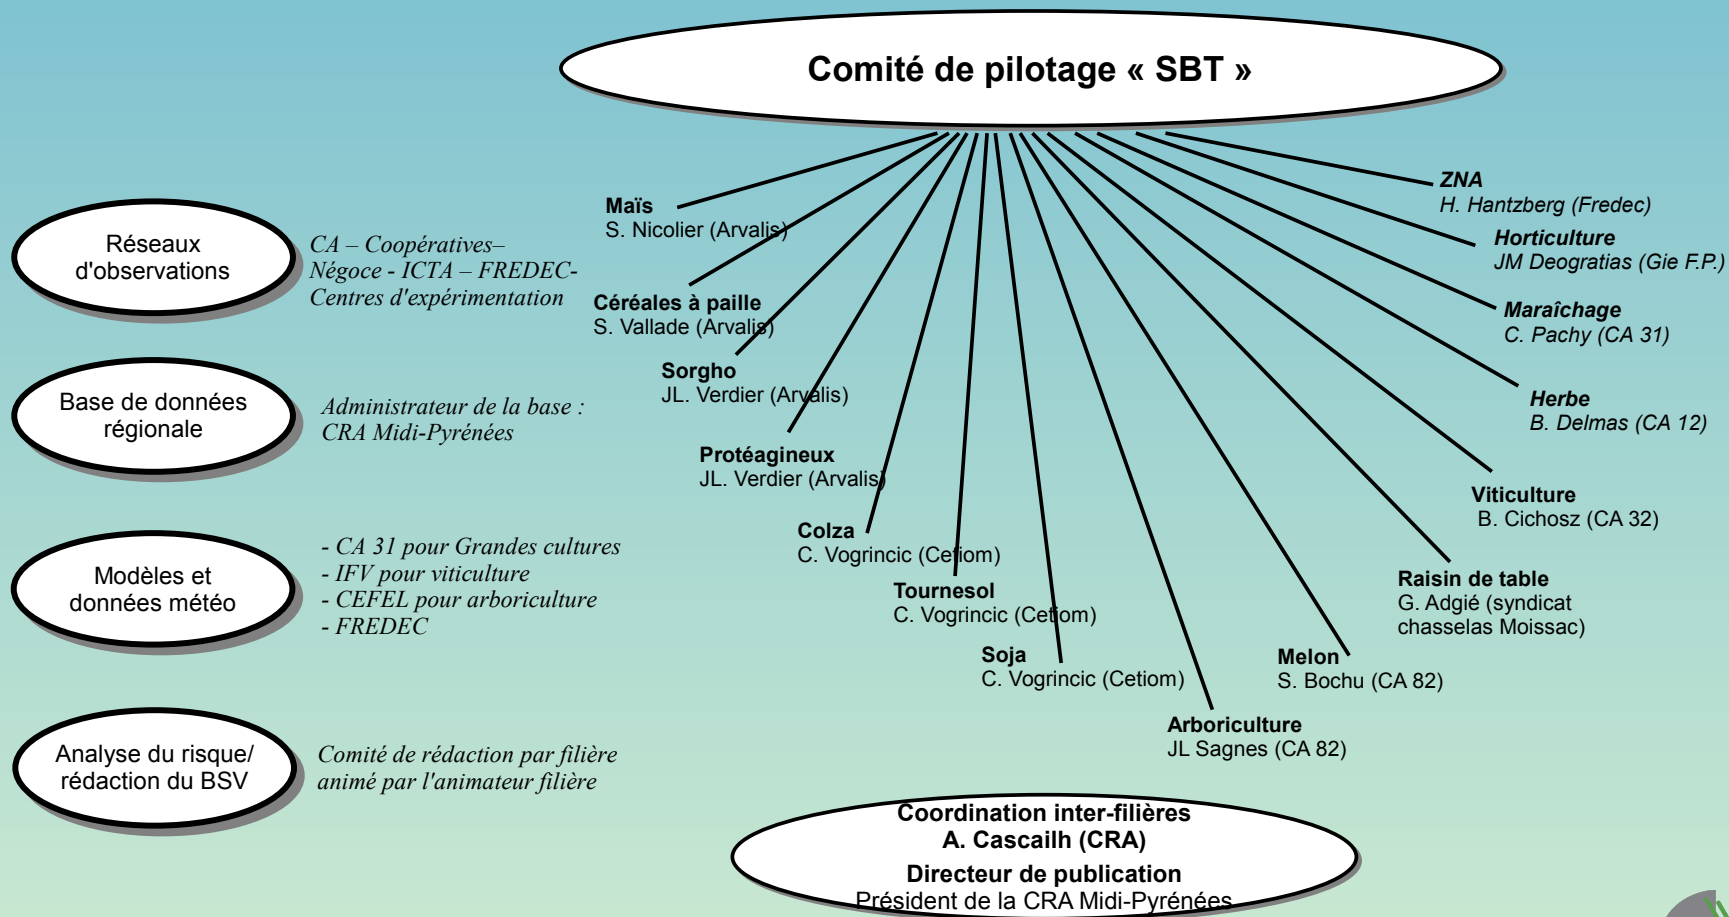 Comité de pilotage « SBT »
Réseaux
d'observations
CA – Coopératives–
Négoce - ICTA – FREDEC-
Centres d'expérimentation
Base de données
régionale
Administrateur de la base :
CRA Midi-Pyrénées
Modèles et
données météo
- CA 31 pour Grandes cultures
- IFV pour viticulture
- CEFEL pour arboriculture
- FREDEC
Analyse du risque/
rédaction du BSV
Comité de rédaction par filière
animé par l'animateur filière
Maïs
S. Nicolier (Arvalis)
Céréales à paille
S. Vallade (Arvalis)
Sorgho
JL. Verdier (Arvalis)
Protéagineux
JL. Verdier (Arvalis)
Colza
C. Vogrincic (Cetiom)
Tournesol
C. Vogrincic (Cetiom)
Soja
C. Vogrincic (Cetiom)
Arboriculture
JL Sagnes (CA 82)
Melon
S. Bochu (CA 82)
Raisin de table
G. Adgié (syndicat
chasselas Moissac)
Viticulture
B. Cichosz (CA 32)
Herbe
B. Delmas (CA 12)
Maraîchage
C. Pachy (CA 31)
Horticulture
JM Deogratias (Gie F.P.)
ZNA
H. Hantzberg (Fredec)
Coordination inter-filières
A. Cascailh (CRA)
Directeur de publication
Président de la CRA Midi-Pyrénées